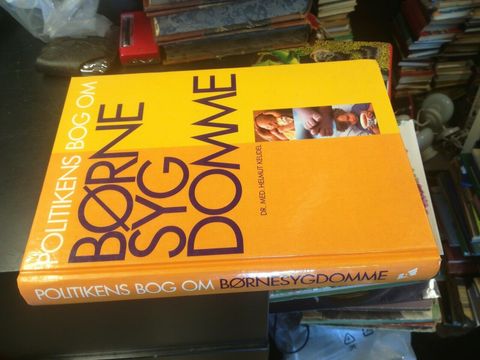 POLITIKENS BOG OM
BØRNE
SYG
DOMME
DR. MED. HELMUT KEUDEL
POLITIKENS BOG OM BØRNESYGDOMME